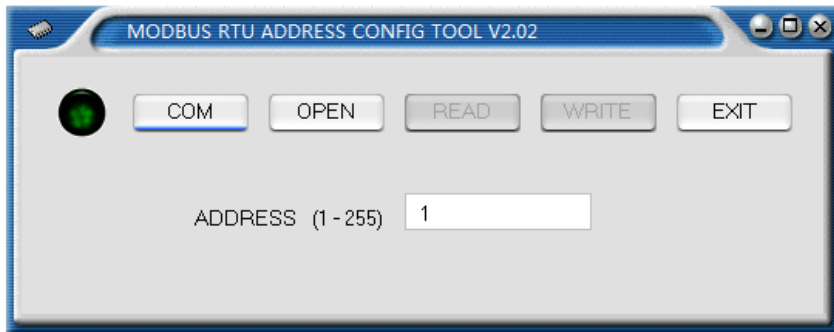 MODBUS RTU ADDRESS CONFIG TOOL V2.02
COM OPEN READ WRITE EXIT
ADDRESS (1-255) 1